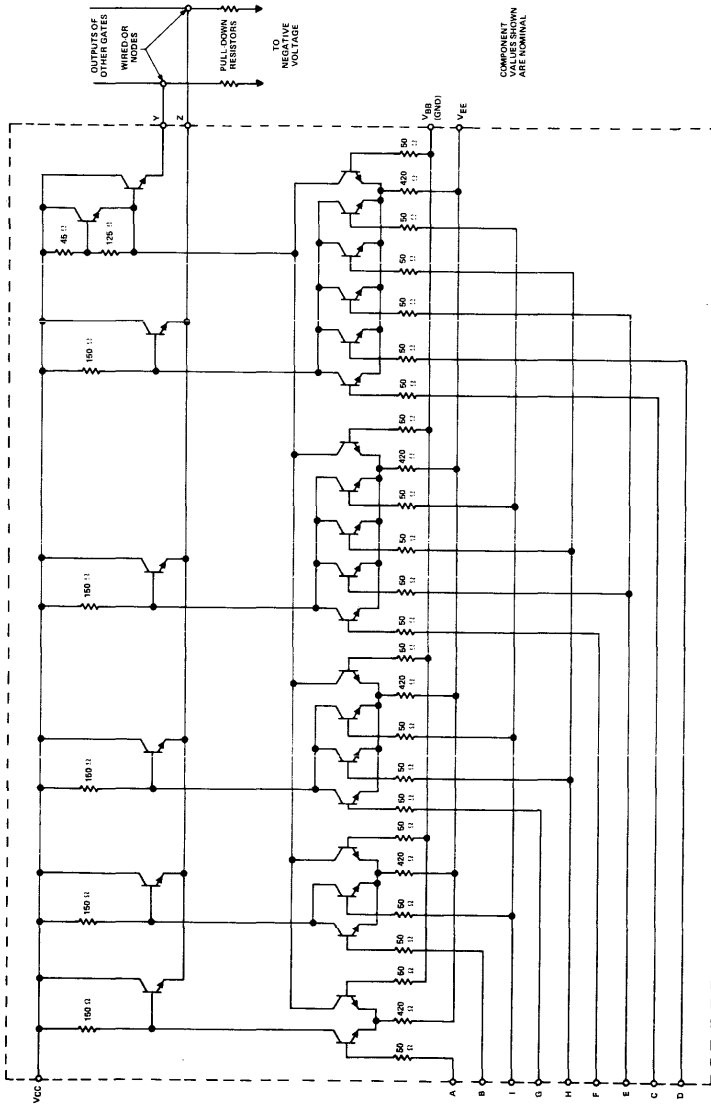 VCC
150 Ω
150 Ω
150 Ω
150 Ω
150 Ω
45 Ω
125 Ω
Y
Z
OUTPUTS OF
OTHER GATES
WIRED-OR
NODES
PULL-DOWN
RESISTORS
TO
NEGATIVE
VOLTAGE
50 Ω
420 Ω
50 Ω
50 Ω
50 Ω
420 Ω
50 Ω
50 Ω
50 Ω
50 Ω
420 Ω
50 Ω
50 Ω
50 Ω
50 Ω
50 Ω
420 Ω
50 Ω
50 Ω
50 Ω
50 Ω
50 Ω
50 Ω
420 Ω
50 Ω
VBB
(GND)
VEE
A
B
I
G
H
F
E
C
D
COMPONENT
VALUES SHOWN
ARE NOMINAL